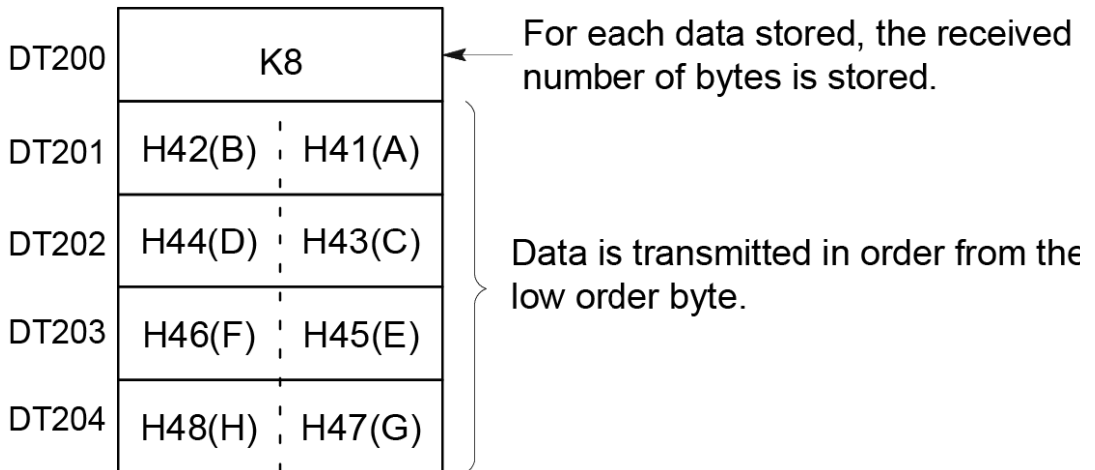 DT200 K8 For each data stored, the received
number of bytes is stored.
DT201 H42(B) H41(A)
DT202 H44(D) H43(C)
Data is transmitted in order from the
low order byte.
DT203 H46(F) H45(E)
DT204 H48(H) H47(G)